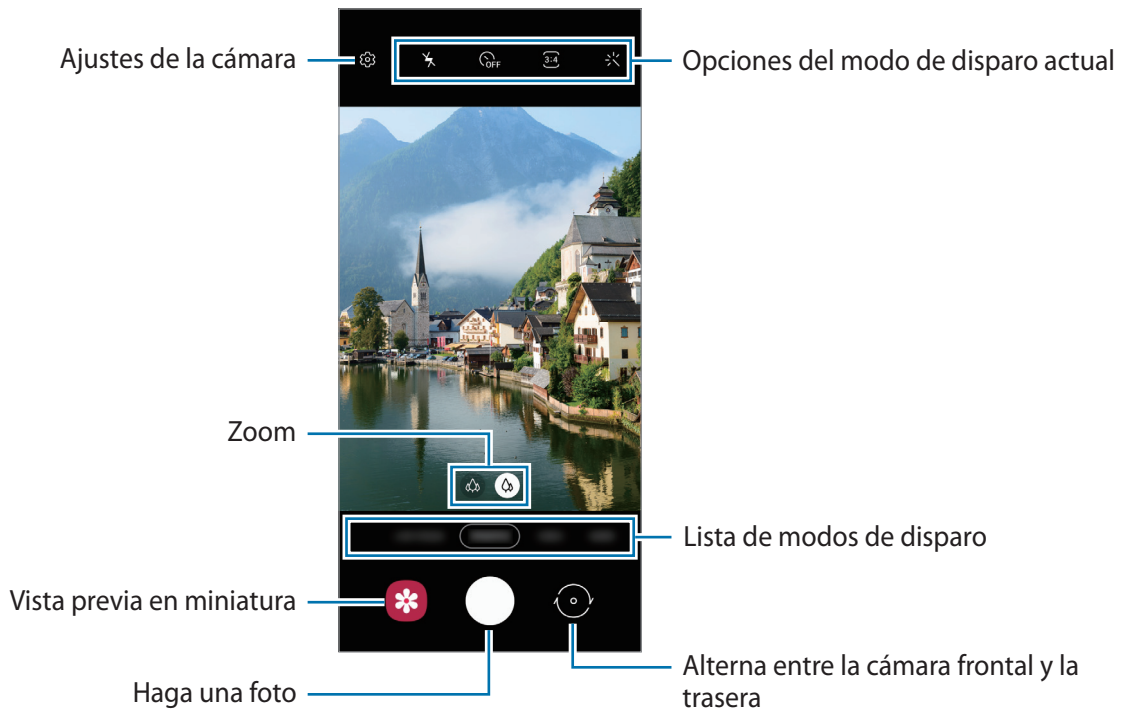 Ajustes de la cámara
OFF
3:4
Opciones del modo de disparo actual
Zoom
Lista de modos de disparo
Vista previa en miniatura
Haga una foto
Alterna entre la cámara frontal y la
trasera